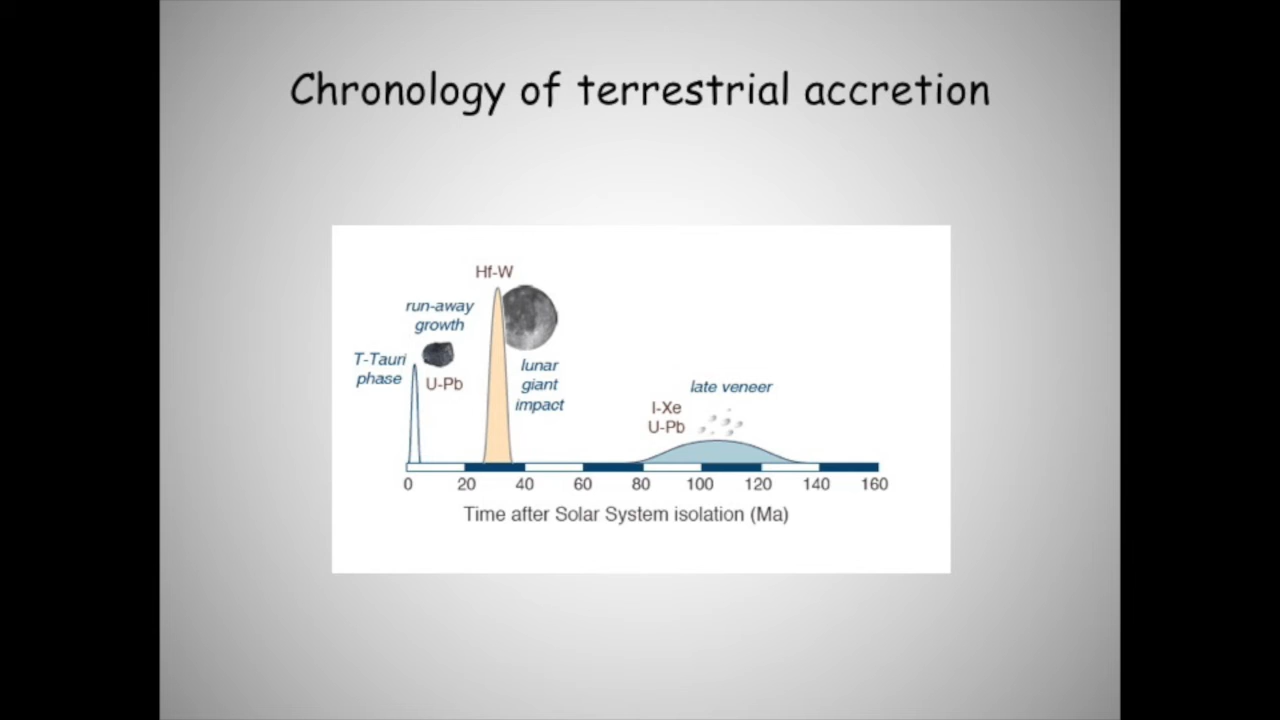 Chronology of terrestrial accretion
Hf-W
run-away
growth
T-Tauri
phase
U-Pb
lunar
giant
impact
late veneer
I-Xe
U-Pb
0 20 40 60 80 100 120 140 160
Time after Solar System isolation (Ma)